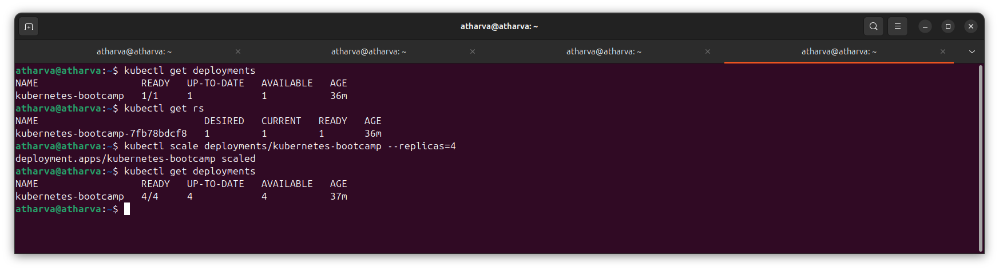 atharva@atharva: ~
atharva@atharva: ~ atharva@atharva: ~ atharva@atharva: ~ atharva@atharva: ~
atharva@atharva:~$ kubectl get deployments
NAME                  READY   UP-TO-DATE   AVAILABLE   AGE
kubernetes-bootcamp   1/1     1            1           36m
atharva@atharva:~$ kubectl get rs
NAME                             DESIRED   CURRENT   READY   AGE
kubernetes-bootcamp-7fb78bdcf8   1         1         1       36m
atharva@atharva:~$ kubectl scale deployments/kubernetes-bootcamp --replicas=4
deployment.apps/kubernetes-bootcamp scaled
atharva@atharva:~$ kubectl get deployments
NAME                  READY   UP-TO-DATE   AVAILABLE   AGE
kubernetes-bootcamp   4/4     4            4           37m
atharva@atharva:~$